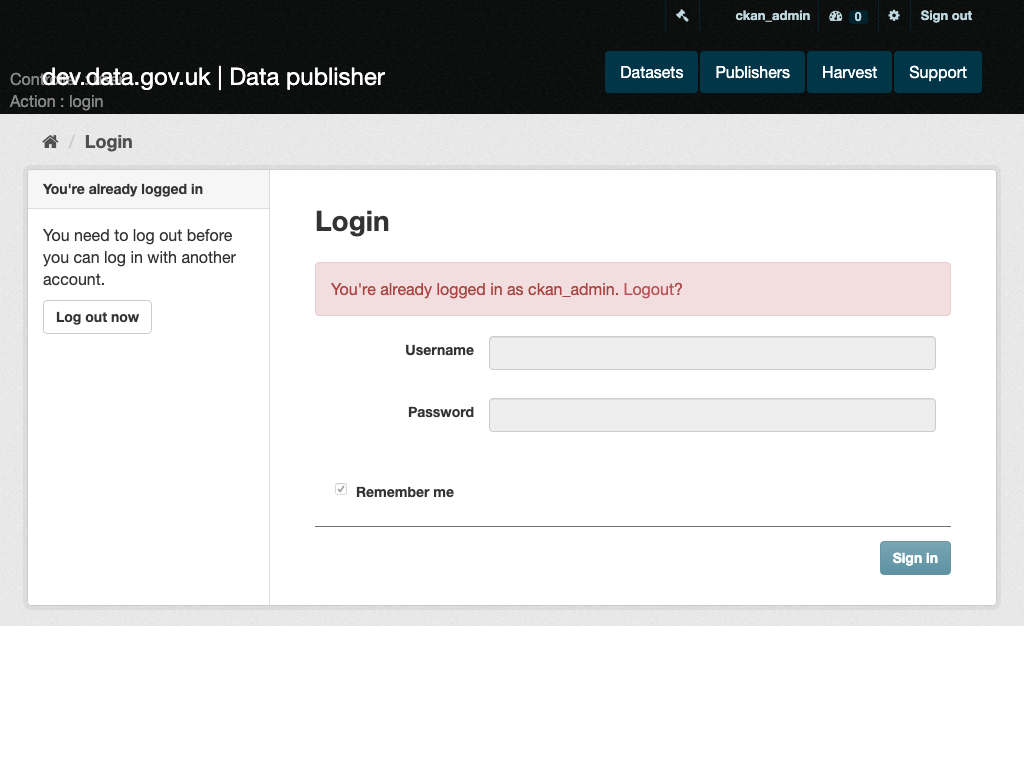 ckan_admin
0
Sign out
dev.data.gov.uk | Data publisher
Action : login
Datasets
Publishers
Harvest
Support
/ Login
You're already logged in
You need to log out before
you can log in with another
account.
Log out now
Login
You're already logged in as ckan_admin. Logout?
Username
Password
Remember me
Sign in